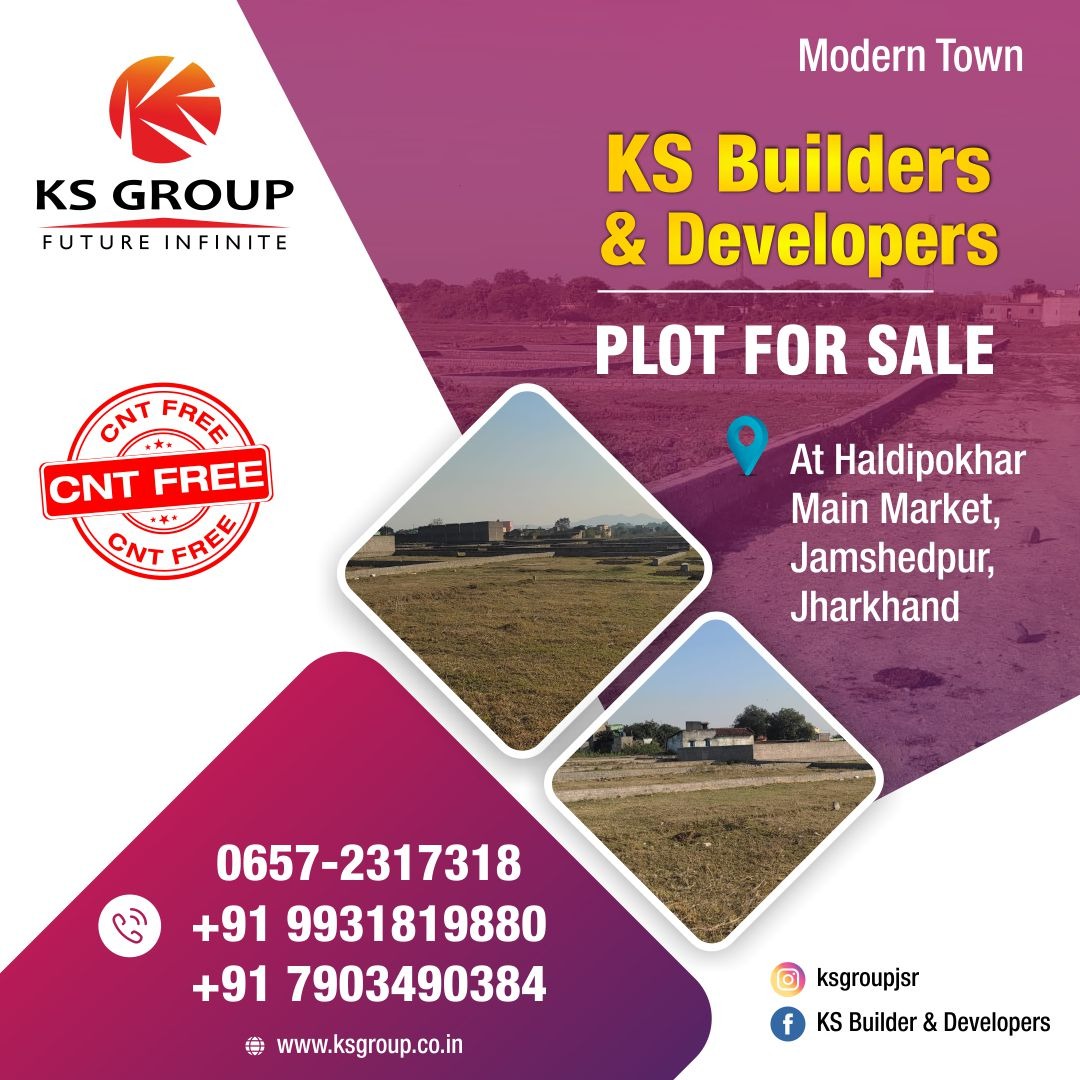 KS GROUP
FUTURE INFINITE
Modern Town
KS Builders
& Developers
PLOT FOR SALE
At Haldipokhar
Main Market,
Jamshedpur,
Jharkhand
CNT FREE
CNT FREE
CNT FREE
0657-2317318
+91 9931819880
+91 7903490384
www.ksgroup.co.in
ksgroupjsr
KS Builder & Developers